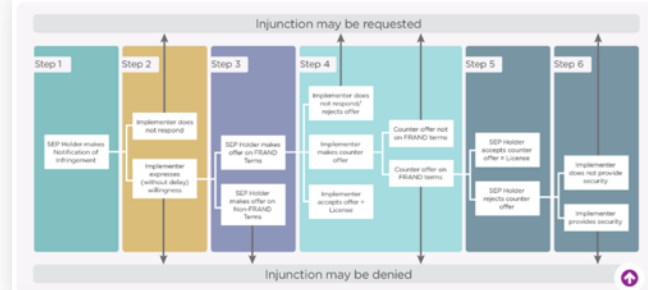 Injunction may be requested
Step 1
Step 2
Step 3
Step 4
Step 5
Step 6
SEP Holder makes
Notification of
Infringement
Implementer does
not respond
Implementer
expresses
(without delay)
willingness
SEP Holder makes
offer on FRAND
Terms
SEP Holder
makes offer on
Non-FRAND
Terms
Implementer does
not respond/
rejects offer
Implementer
makes counter
offer
Implementer
accepts offer =
License
Counter offer not
on FRAND terms
Counter offer on
FRAND terms
SEP Holder
accepts counter
offer = License
SEP Holder
rejects counter
offer
Implementer
does not provide
security
Implementer
provides security
Injunction may be denied